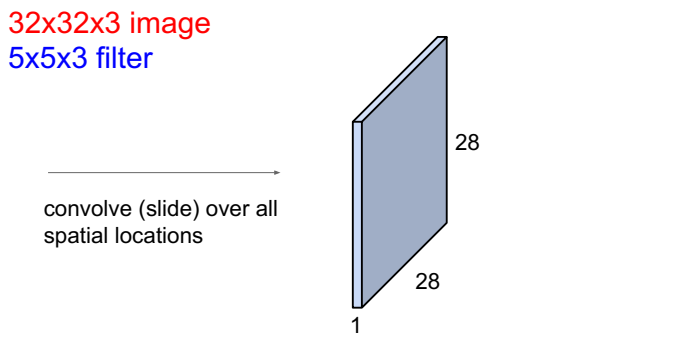 32x32x3 image
5x5x3 filter
convolve (slide) over all
spatial locations
28
28
1